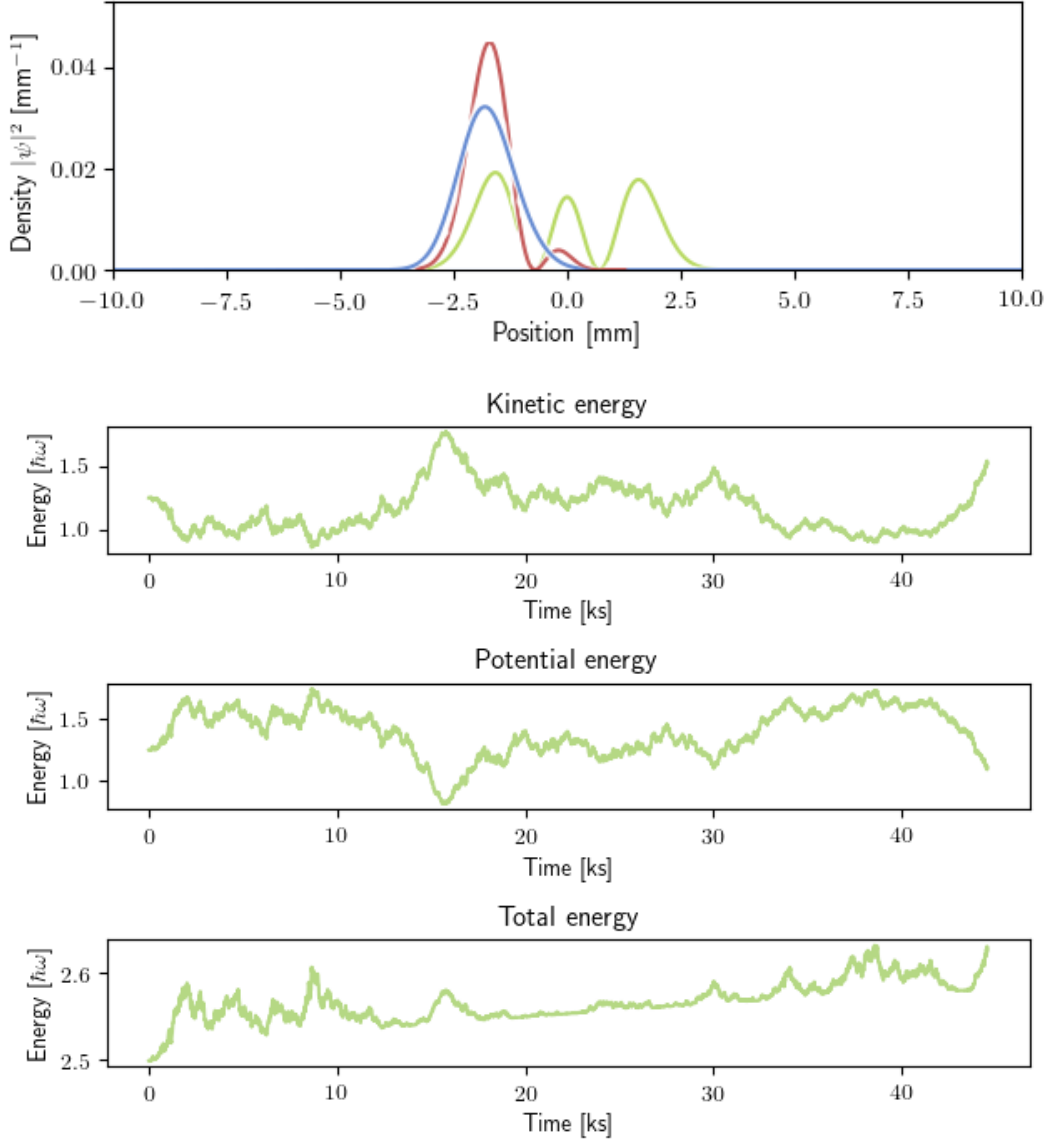 Density |ψ|² [mm⁻¹]
0.04
0.02
0.00
−10.0 −7.5 −5.0 −2.5 0.0 2.5 5.0 7.5 10.0
Position [mm]
Kinetic energy
Energy [ℏω]
1.5
1.0
0 10 20 30 40
Time [ks]
Potential energy
Energy [ℏω]
1.5
1.0
0 10 20 30 40
Time [ks]
Total energy
Energy [ℏω]
2.6
2.5
0 10 20 30 40
Time [ks]